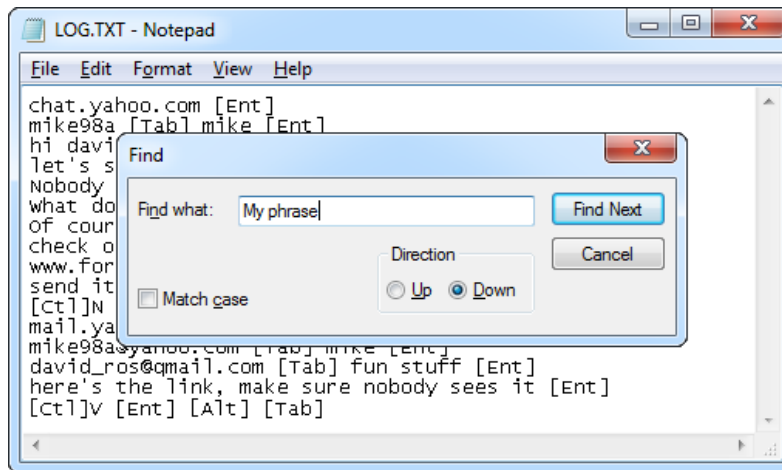 LOG.TXT - Notepad
File Edit Format View Help
chat.yahoo.com [Ent]
mike98a [Tab] mike [Ent]
hi davi
let's s
Nobody
what do
of cour
check o
www.for
send it
[Ctl]N
mail.ya
mike98a@yahoo.com [Tab] mike [Ent]
david_ros@qmail.com [Tab] fun stuff [Ent]
here's the link, make sure nobody sees it [Ent]
[Ctl]V [Ent] [Alt] [Tab]
Find
Find what: My phrase Find Next
Direction Cancel
Match case Up Down